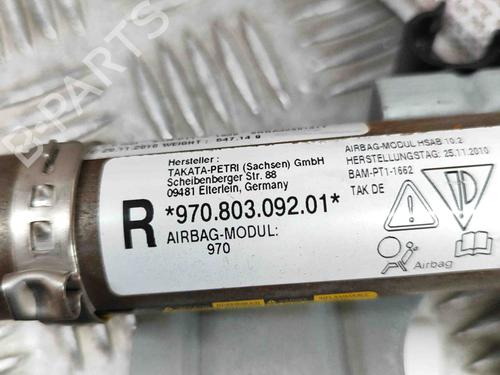 B-PARTS
Hersteller :
TAKATA-PETRI (Sachsen) GmbH
Scheibenberger Str. 88
09481 Elterlein, Germany
R *970.803.092.01*
AIRBAG-MODUL:
970
AIRBAG-MODUL HSAB 10.2
HERSTELLUNGSTAG: 25.11.2010
BAM-PT1-1662
TAK DE
Airbag